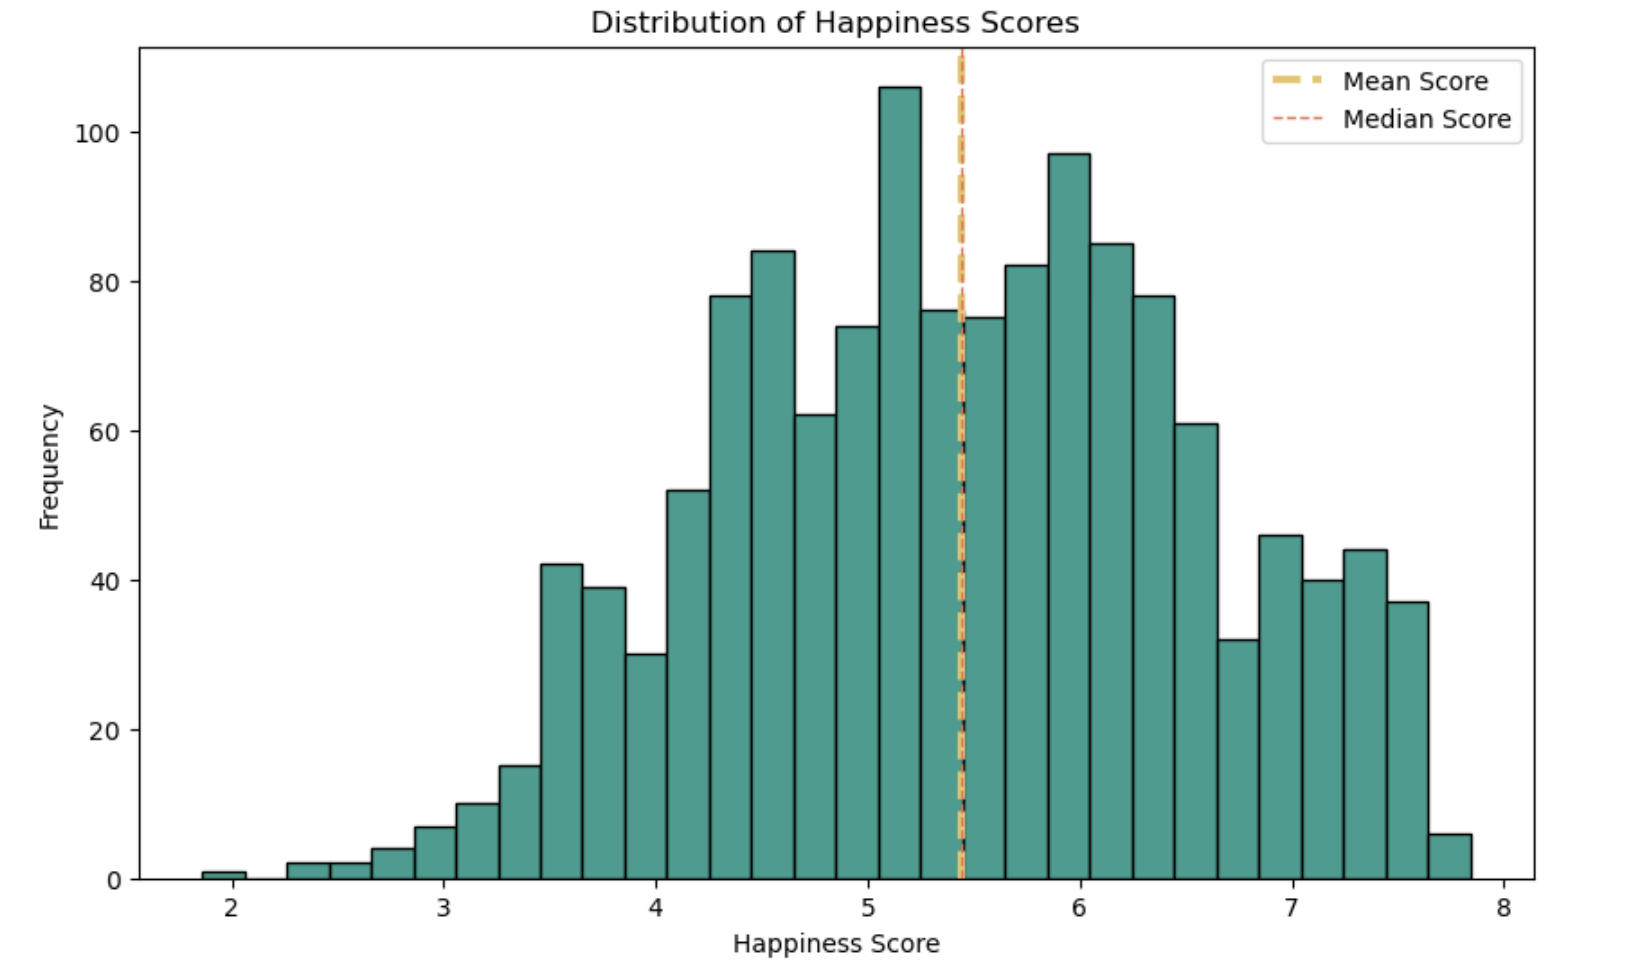 Distribution of Happiness Scores
Mean Score
Median Score
100
80
60
40
20
0
Frequency
2 3 4 5 6 7 8
Happiness Score